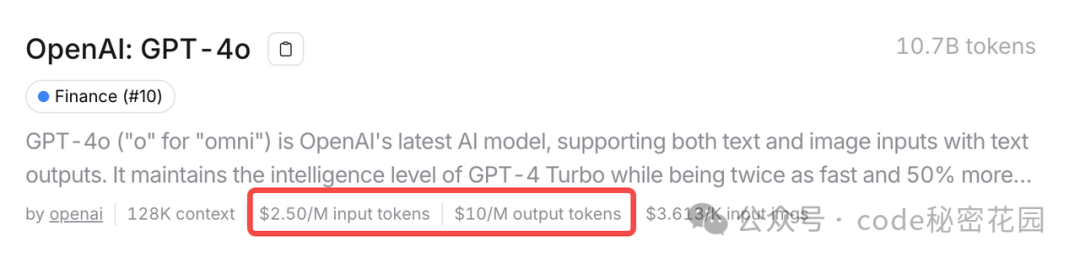 OpenAI: GPT-4o
10.7B tokens
Finance (#10)
GPT-4o ("o" for "omni") is OpenAI's latest AI model, supporting both text and image inputs with text
outputs. It maintains the intelligence level of GPT-4 Turbo while being twice as fast and 50% more...
by openai 128K context $2.50/M input tokens $10/M output tokens $3.613/K input imgs
公众号 · code秘密花园